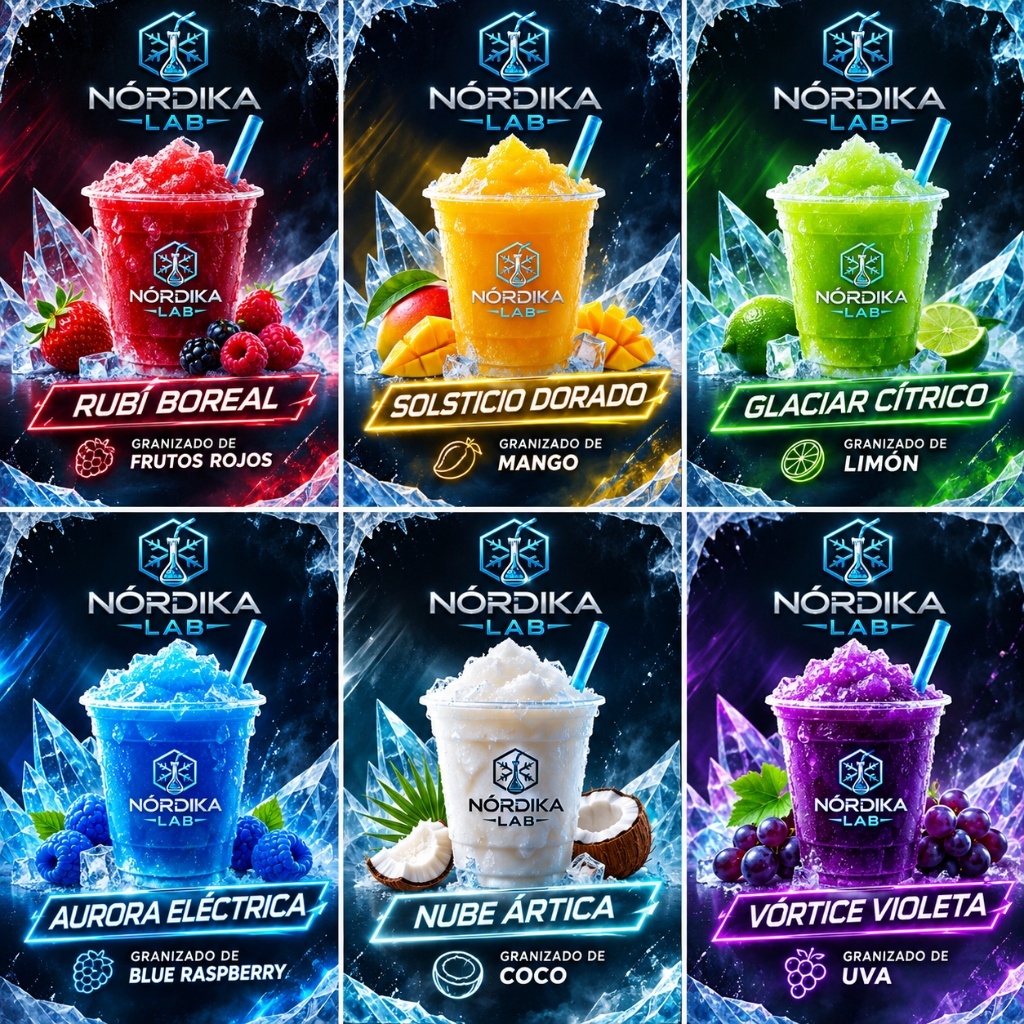 NÓRDIKA
LAB
NÓRDIKA
LAB
RUBÍ BOREAL
GRANIZADO DE
FRUTOS ROJOS
NÓRDIKA
LAB
NÓRDIKA
LAB
SOLSTICIO DORADO
GRANIZADO DE
MANGO
NÓRDIKA
LAB
NÓRDIKA
LAB
GLACIAR CÍTRICO
GRANIZADO DE
LIMÓN
NÓRDIKA
LAB
NÓRDIKA
LAB
AURORA ELÉCTRICA
GRANIZADO DE
BLUE RASPBERRY
NÓRDIKA
LAB
NÓRDIKA
LAB
NUBE ÁRTICA
GRANIZADO DE
COCO
NÓRDIKA
LAB
NÓRDIKA
LAB
VÓRTICE VIOLETA
GRANIZADO DE
UVA